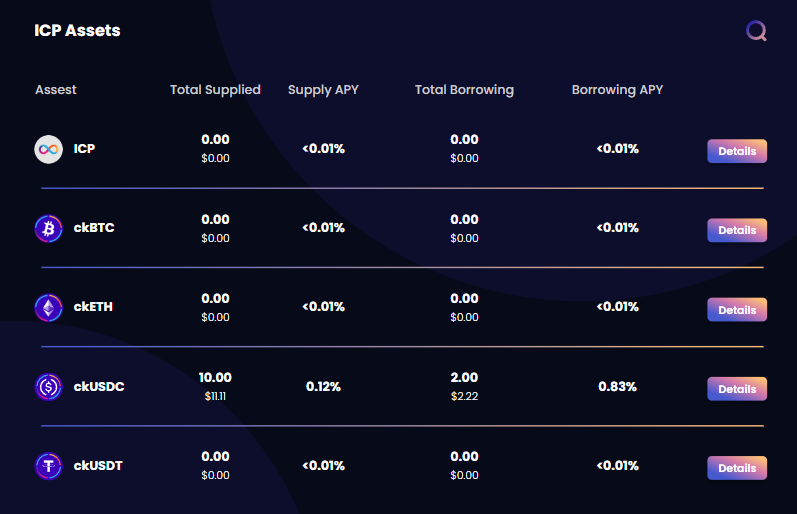 ICP Assets
Assest Total Supplied Supply APY Total Borrowing Borrowing APY
ICP 0.00 $0.00 <0.01% 0.00 $0.00 <0.01% Details
ckBTC 0.00 $0.00 <0.01% 0.00 $0.00 <0.01% Details
ckETH 0.00 $0.00 <0.01% 0.00 $0.00 <0.01% Details
ckUSDC 10.00 $11.11 0.12% 2.00 $2.22 0.83% Details
ckUSDT 0.00 $0.00 <0.01% 0.00 $0.00 <0.01% Details